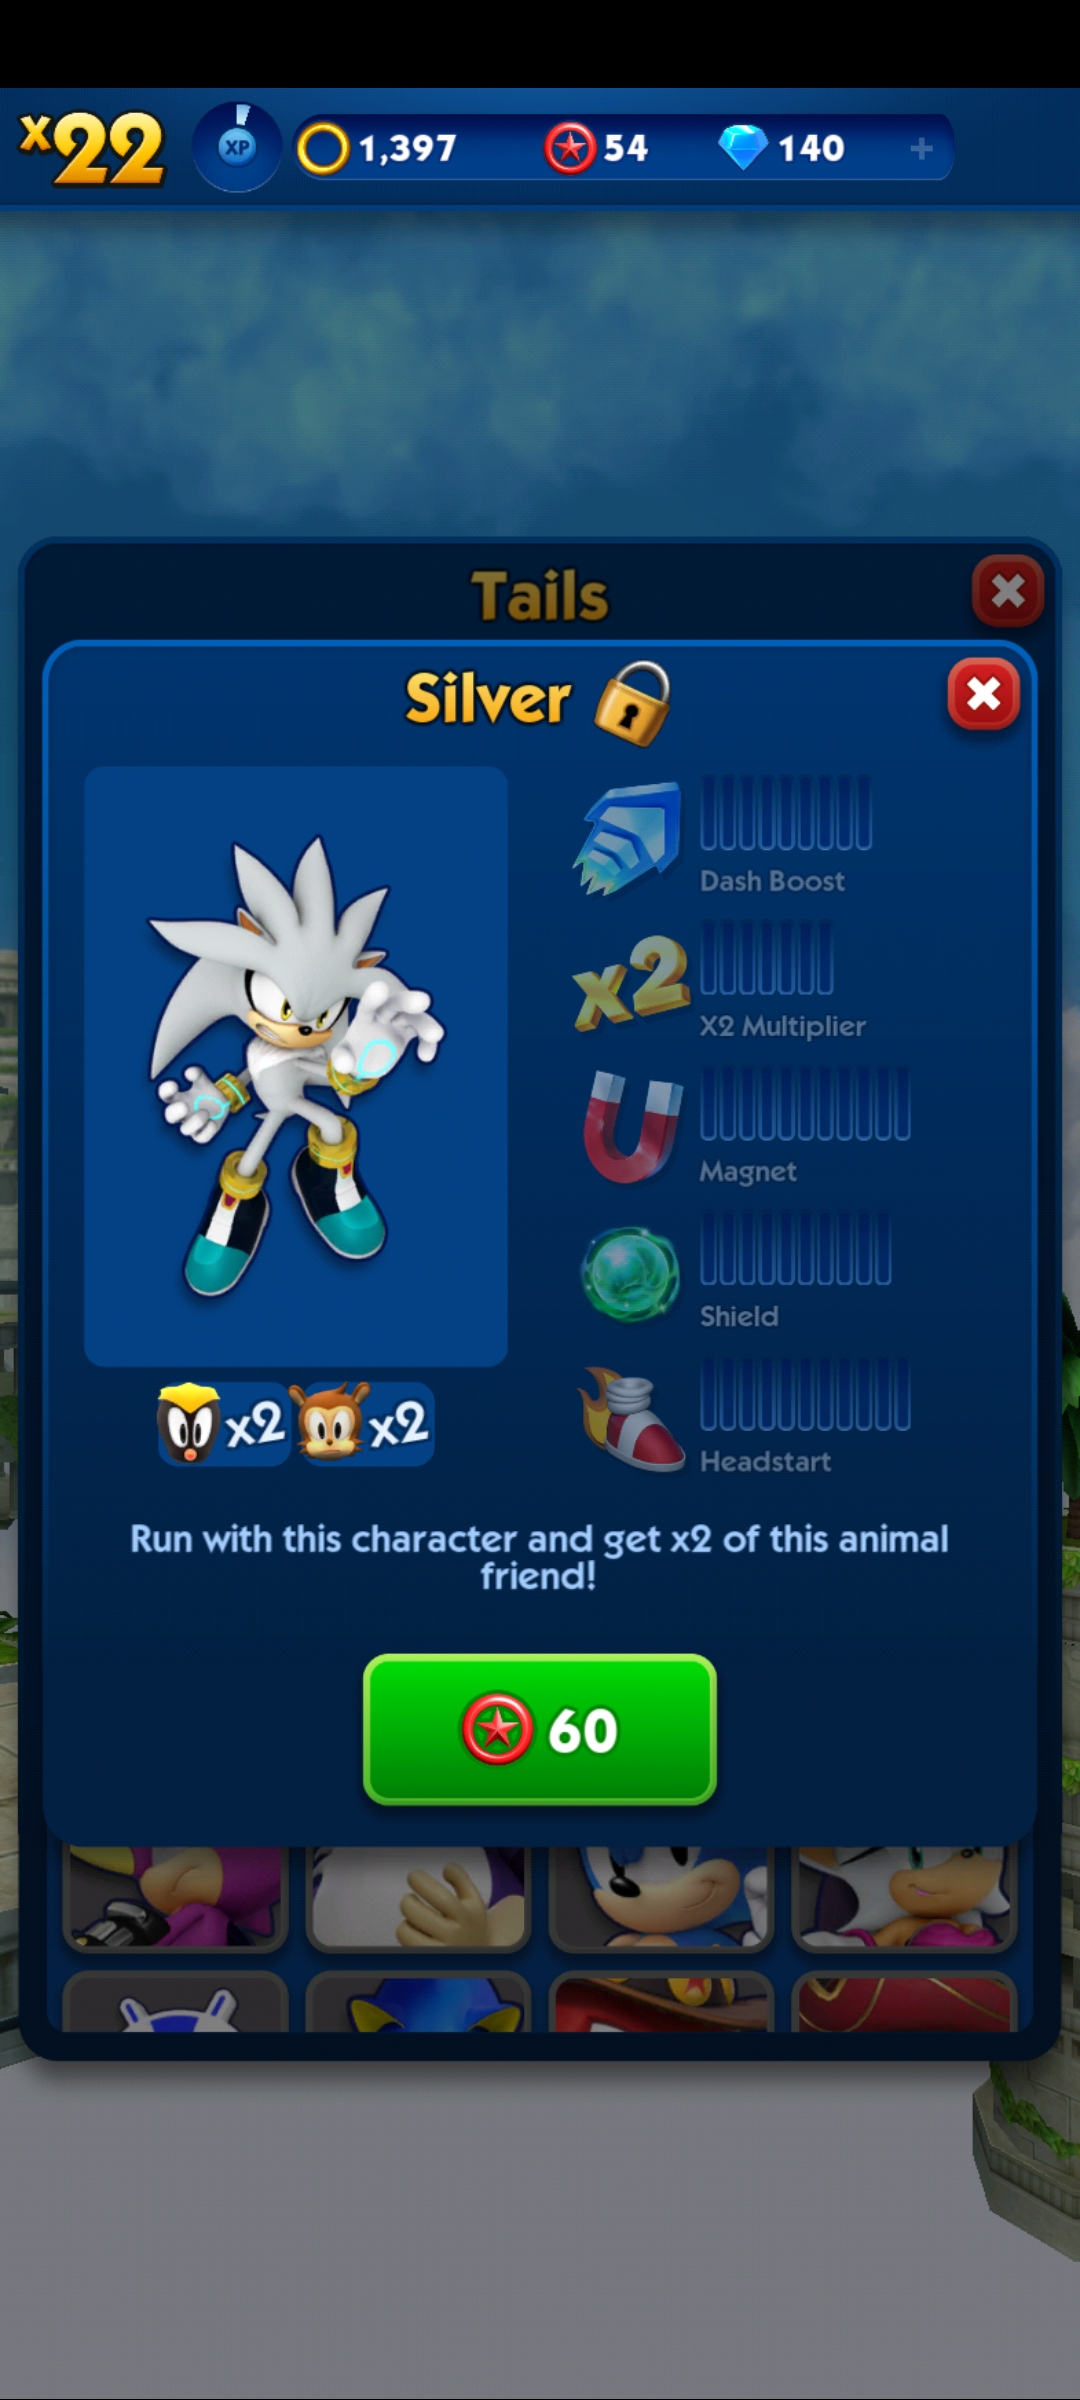 x22
XP
1,397
54
140
+
Tails
Silver
Dash Boost
x2
X2 Multiplier
Magnet
Shield
Headstart
x2
x2
Run with this character and get x2 of this animal
friend!
60